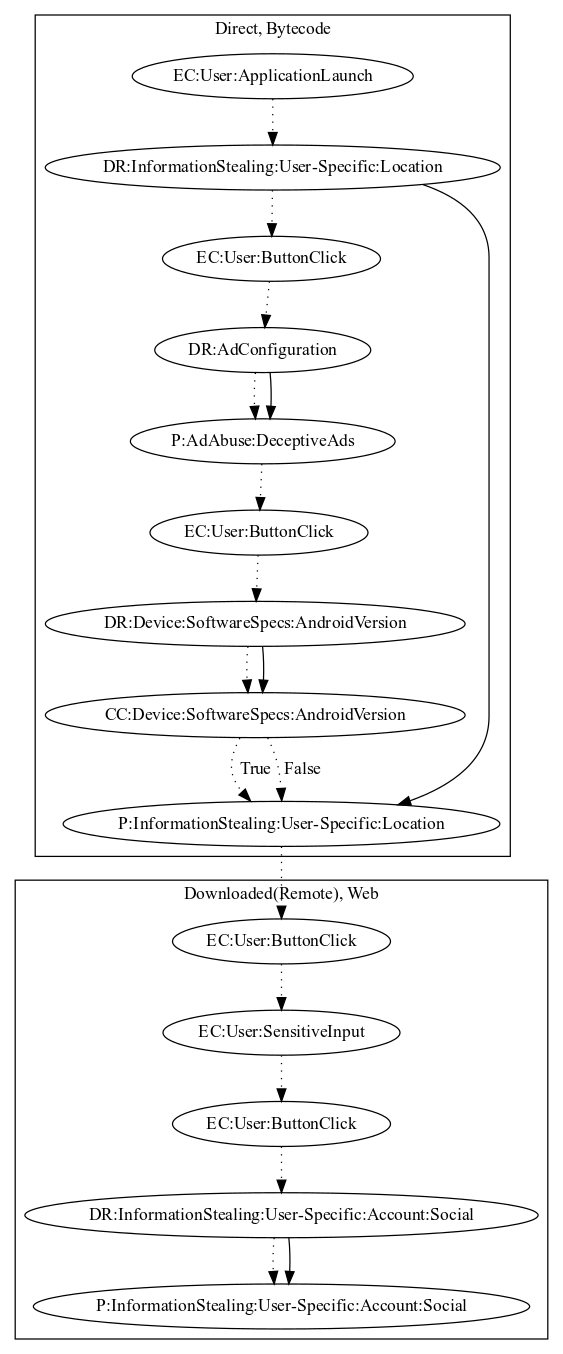 Direct, Bytecode
EC:User:ApplicationLaunch
DR:InformationStealing:User-Specific:Location
EC:User:ButtonClick
DR:AdConfiguration
P:AdAbuse:DeceptiveAds
EC:User:ButtonClick
DR:Device:SoftwareSpecs:AndroidVersion
CC:Device:SoftwareSpecs:AndroidVersion
True False
P:InformationStealing:User-Specific:Location
Downloaded(Remote), Web
EC:User:ButtonClick
EC:User:SensitiveInput
EC:User:ButtonClick
DR:InformationStealing:User-Specific:Account:Social
P:InformationStealing:User-Specific:Account:Social